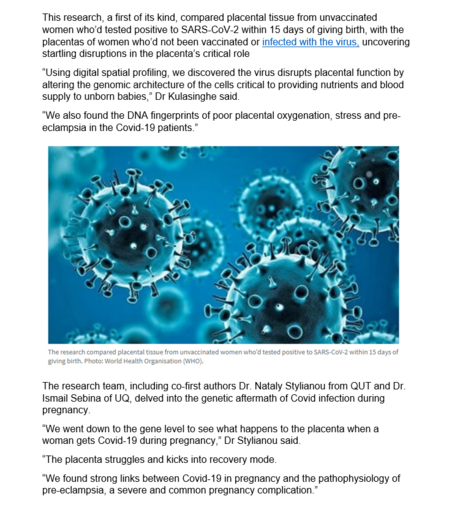 This research, a first of its kind, compared placental tissue from unvaccinated
women who'd tested positive to SARS-CoV-2 within 15 days of giving birth, with the
placentas of women who'd not been vaccinated or infected with the virus, uncovering
startling disruptions in the placenta's critical role
"Using digital spatial profiling, we discovered the virus disrupts placental function by
altering the genomic architecture of the cells critical to providing nutrients and blood
supply to unborn babies," Dr Kulasinghe said.
"We also found the DNA fingerprints of poor placental oxygenation, stress and pre-
eclampsia in the Covid-19 patients."
The research compared placental tissue from unvaccinated women who'd tested positive to SARS-CoV-2 within 15 days of
giving birth. Photo: World Health Organisation (WHO).
The research team, including co-first authors Dr. Nataly Stylianou from QUT and Dr.
Ismail Sebina of UQ, delved into the genetic aftermath of Covid infection during
pregnancy.
"We went down to the gene level to see what happens to the placenta when a
woman gets Covid-19 during pregnancy," Dr Stylianou said.
"The placenta struggles and kicks into recovery mode.
"We found strong links between Covid-19 in pregnancy and the pathophysiology of
pre-eclampsia, a severe and common pregnancy complication."